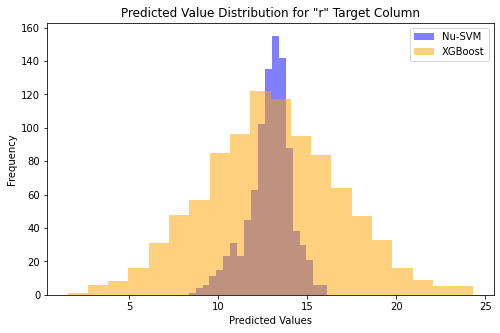 Predicted Value Distribution for "r" Target Column
Nu-SVM
XGBoost
Frequency
160
140
120
100
80
60
40
20
0
5
10
15
20
25
Predicted Values